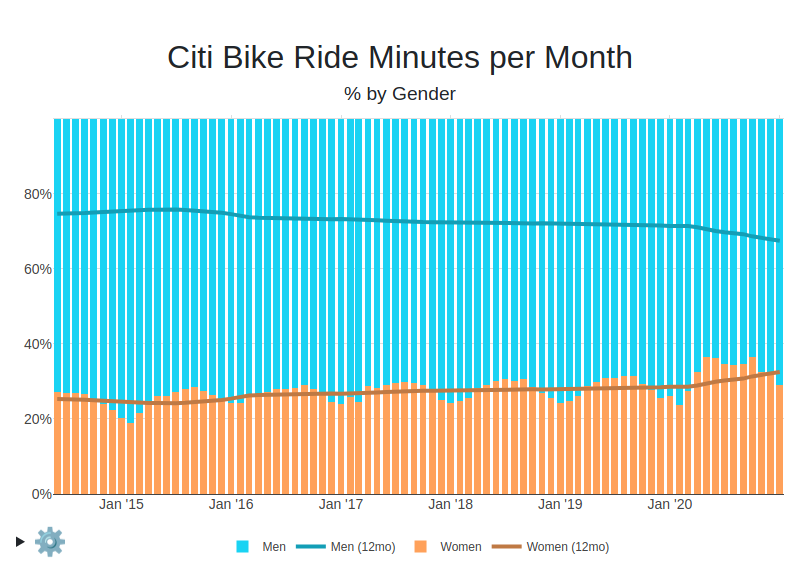 Citi Bike Ride Minutes per Month
% by Gender
80%
60%
40%
20%
0%
Jan '15 Jan '16 Jan '17 Jan '18 Jan '19 Jan '20
Men Men (12mo) Women Women (12mo)